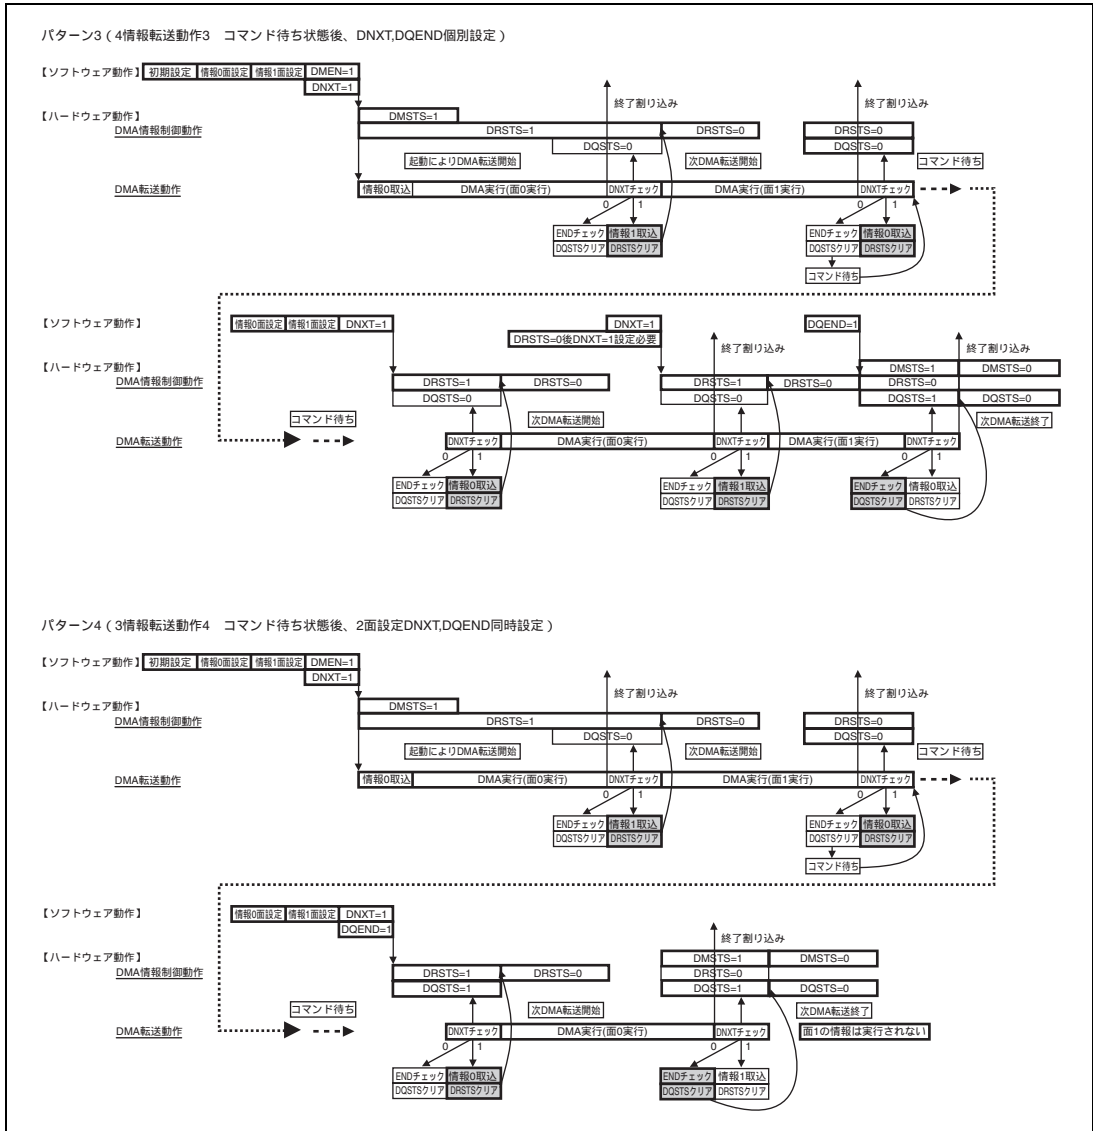 パターン3 ( 4情報転送動作3　コマンド待ち状態後、DNXT,DQEND個別設定 )
【ソフトウェア動作】 初期設定 情報0面設定 情報1面設定 DMEN=1
DNXT=1
終了割り込み 終了割り込み
【ハードウェア動作】 DMSTS=1
DMA情報制御動作 DRSTS=1 DRSTS=0 DRSTS=0
DQSTS=0 DQSTS=0
起動によりDMA転送開始 次DMA転送開始 コマンド待ち
DMA転送動作 情報0取込 DMA実行(面0実行) DNXTチェック DMA実行(面1実行) DNXTチェック
0 1 0 1
ENDチェック 情報1取込 ENDチェック 情報0取込
DQSTSクリア DRSTSクリア DQSTSクリア DRSTSクリア
コマンド待ち
【ソフトウェア動作】 情報0面設定 情報1面設定 DNXT=1 DNXT=1 DQEND=1
DRSTS=0後DNXT=1設定必要
終了割り込み 終了割り込み
【ハードウェア動作】 DMSTS=1 DMSTS=0
DMA情報制御動作 DRSTS=1 DRSTS=0 DRSTS=1 DRSTS=0 DRSTS=0
DQSTS=0 DQSTS=0 DQSTS=1 DQSTS=0
コマンド待ち 次DMA転送開始 次DMA転送終了
DMA転送動作 DNXTチェック DMA実行(面0実行) DNXTチェック DMA実行(面1実行) DNXTチェック
0 1 0 1 0 1
ENDチェック 情報0取込 ENDチェック 情報1取込 ENDチェック 情報0取込
DQSTSクリア DRSTSクリア DQSTSクリア DRSTSクリア DQSTSクリア DRSTSクリア
パターン4 ( 3情報転送動作4　コマンド待ち状態後、2面設定DNXT,DQEND同時設定 )
【ソフトウェア動作】 初期設定 情報0面設定 情報1面設定 DMEN=1
DNXT=1
終了割り込み 終了割り込み
【ハードウェア動作】 DMSTS=1
DMA情報制御動作 DRSTS=1 DRSTS=0 DRSTS=0
DQSTS=0 DQSTS=0
起動によりDMA転送開始 次DMA転送開始 コマンド待ち
DMA転送動作 情報0取込 DMA実行(面0実行) DNXTチェック DMA実行(面1実行) DNXTチェック
0 1 0 1
ENDチェック 情報1取込 ENDチェック 情報0取込
DQSTSクリア DRSTSクリア DQSTSクリア DRSTSクリア
コマンド待ち
【ソフトウェア動作】 情報0面設定 情報1面設定 DNXT=1
DQEND=1
終了割り込み
【ハードウェア動作】 DMSTS=1 DMSTS=0
DMA情報制御動作 DRSTS=1 DRSTS=0 DRSTS=0
DQSTS=1 DQSTS=1 DQSTS=0
コマンド待ち 次DMA転送開始 次DMA転送終了
DMA転送動作 DNXTチェック DMA実行(面0実行) DNXTチェック 面1の情報は実行されない
0 1 0 1
ENDチェック 情報0取込 ENDチェック 情報1取込
DQSTSクリア DRSTSクリア DQSTSクリア DRSTSクリア